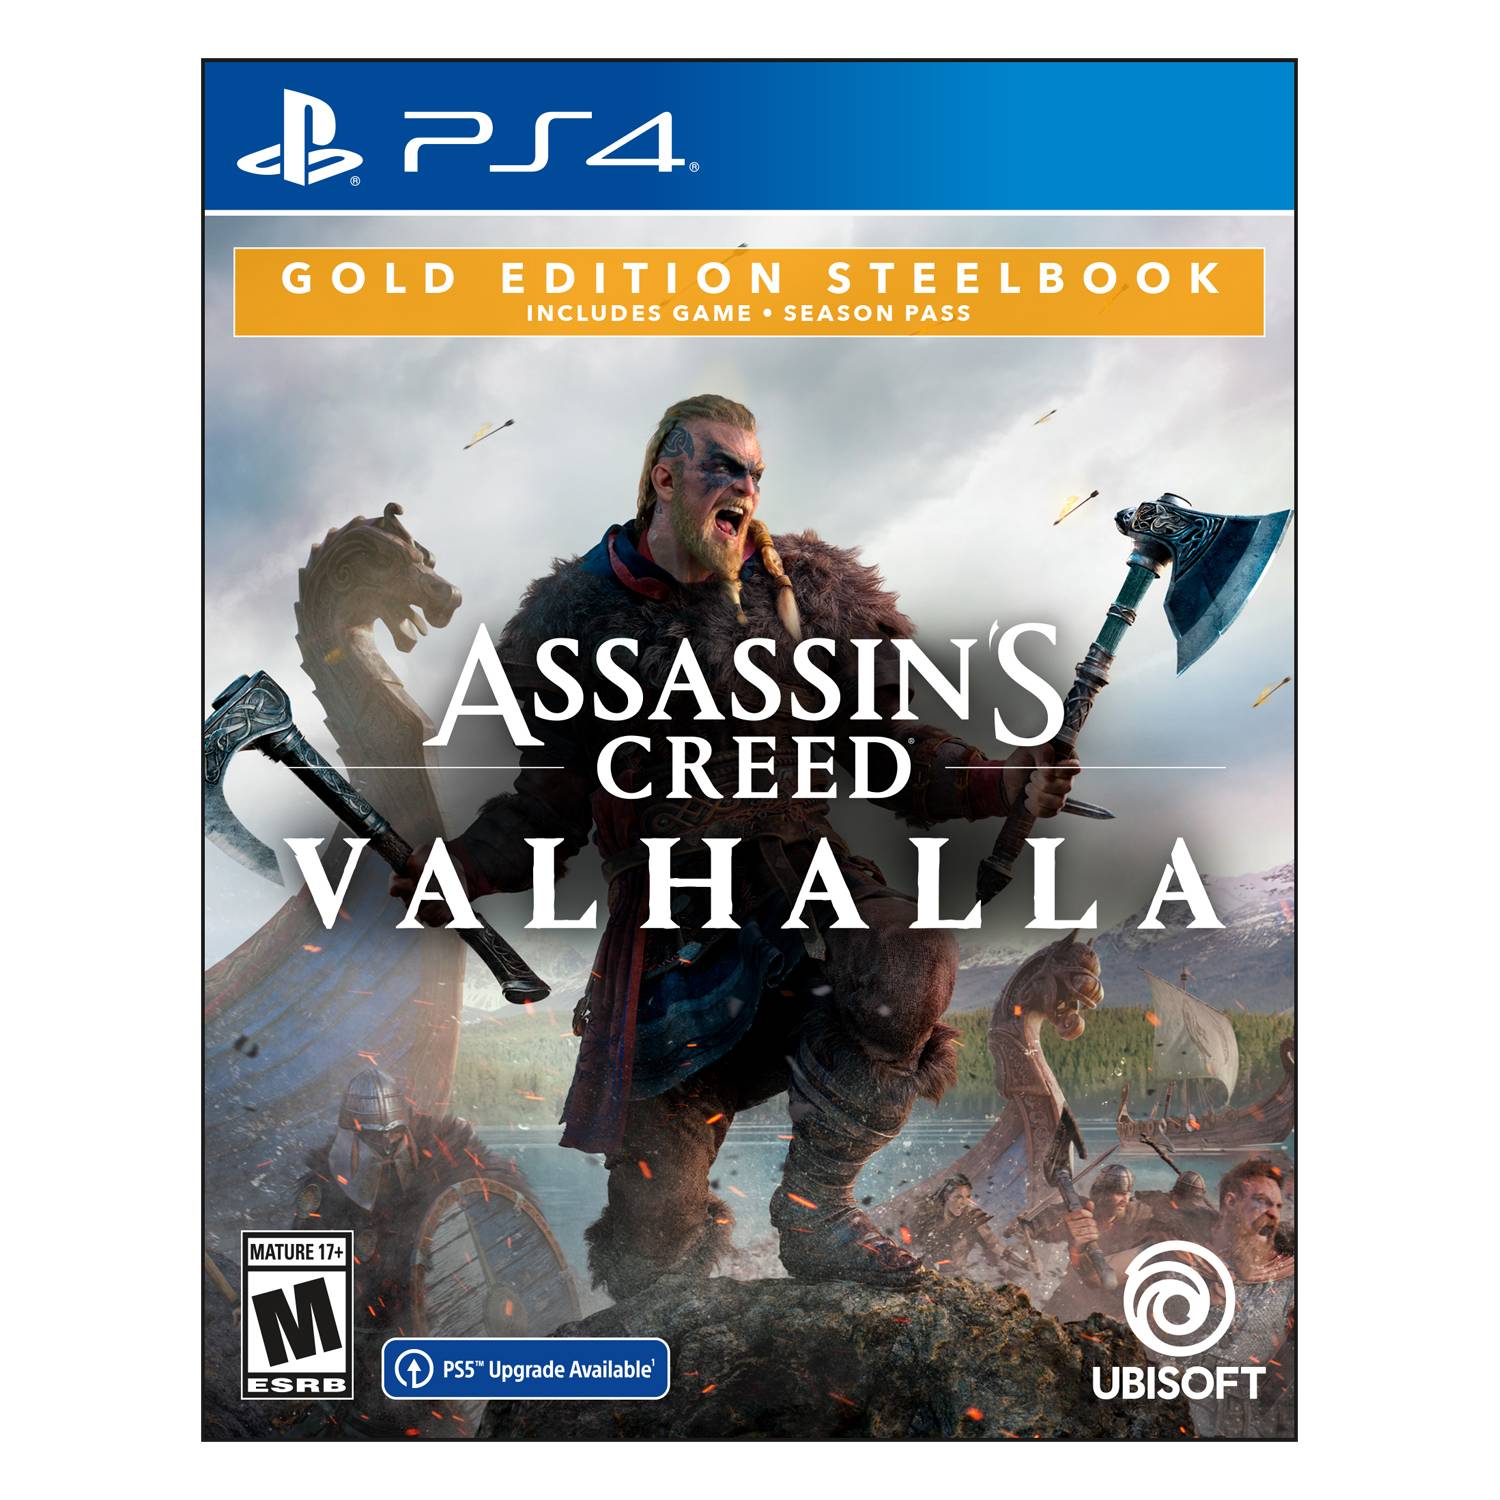 PS4®
GOLD EDITION STEELBOOK
INCLUDES GAME • SEASON PASS
ASSASSIN'S
CREED®
VALHALLA
MATURE 17+
M
ESRB
PS5™ Upgrade Available¹
UBISOFT